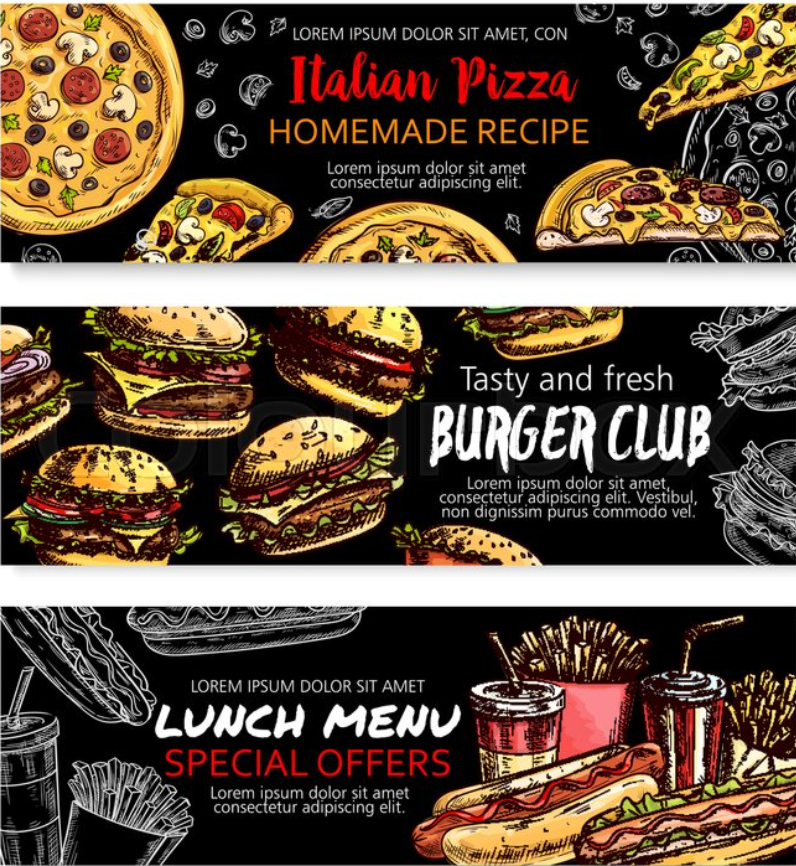 LOREM IPSUM DOLOR SIT AMET, CON
Italian Pizza
HOMEMADE RECIPE
Lorem ipsum dolor sit amet
consectetur adipiscing elit.
Tasty and fresh
BURGER CLUB
Lorem ipsum dolor sit amet,
consectetur adipiscing elit. Vestibul,
non dignissim purus commodo vel.
LOREM IPSUM DOLOR SIT AMET
LUNCH MENU
SPECIAL OFFERS
Lorem ipsum dolor sit amet
consectetur adipiscing elit.